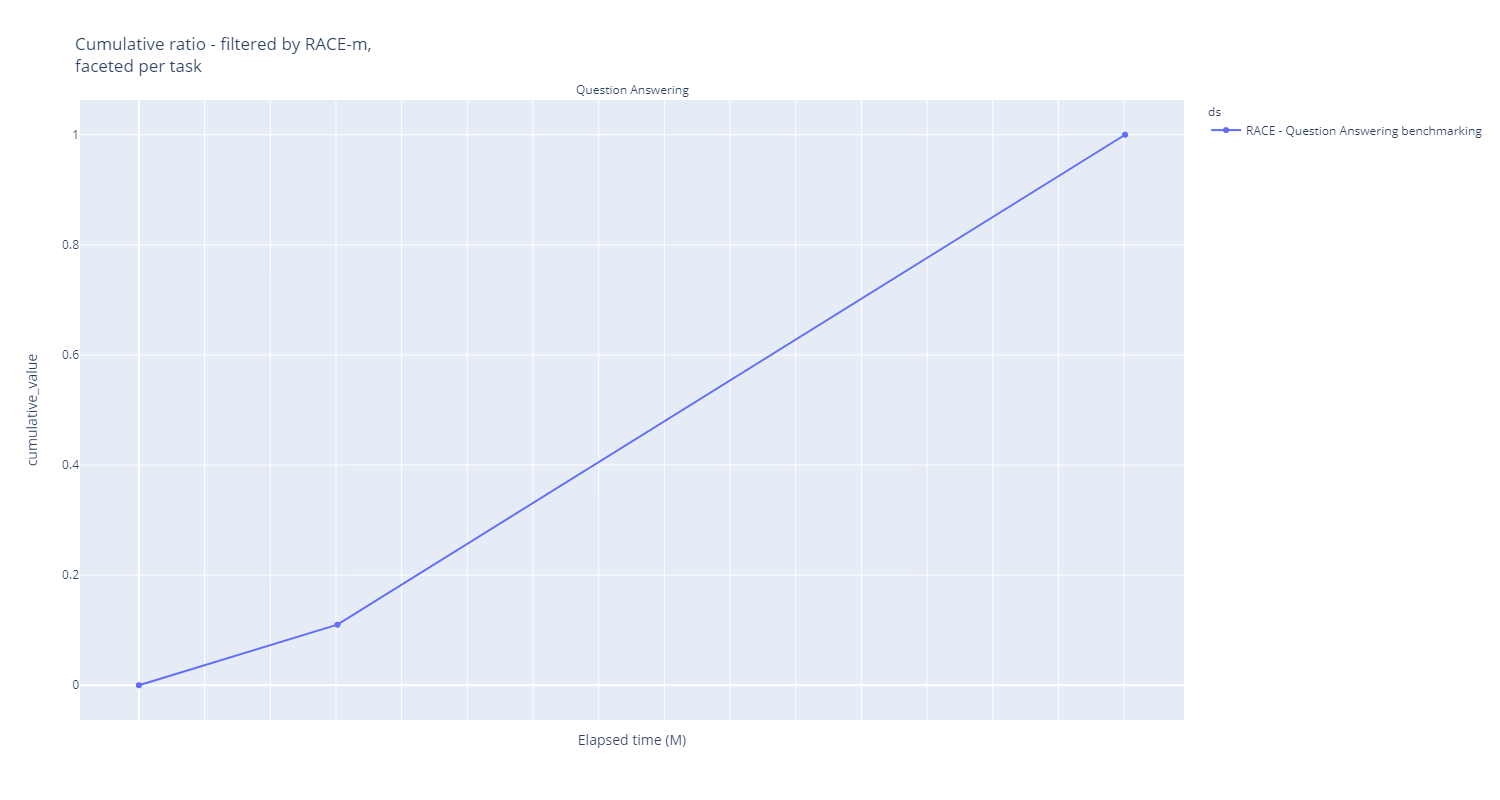 Cumulative ratio - filtered by RACE-m,
faceted per task
Question Answering
ds
RACE - Question Answering benchmarking
1
0.8
0.6
0.4
0.2
0
cumulative_value
Elapsed time (M)